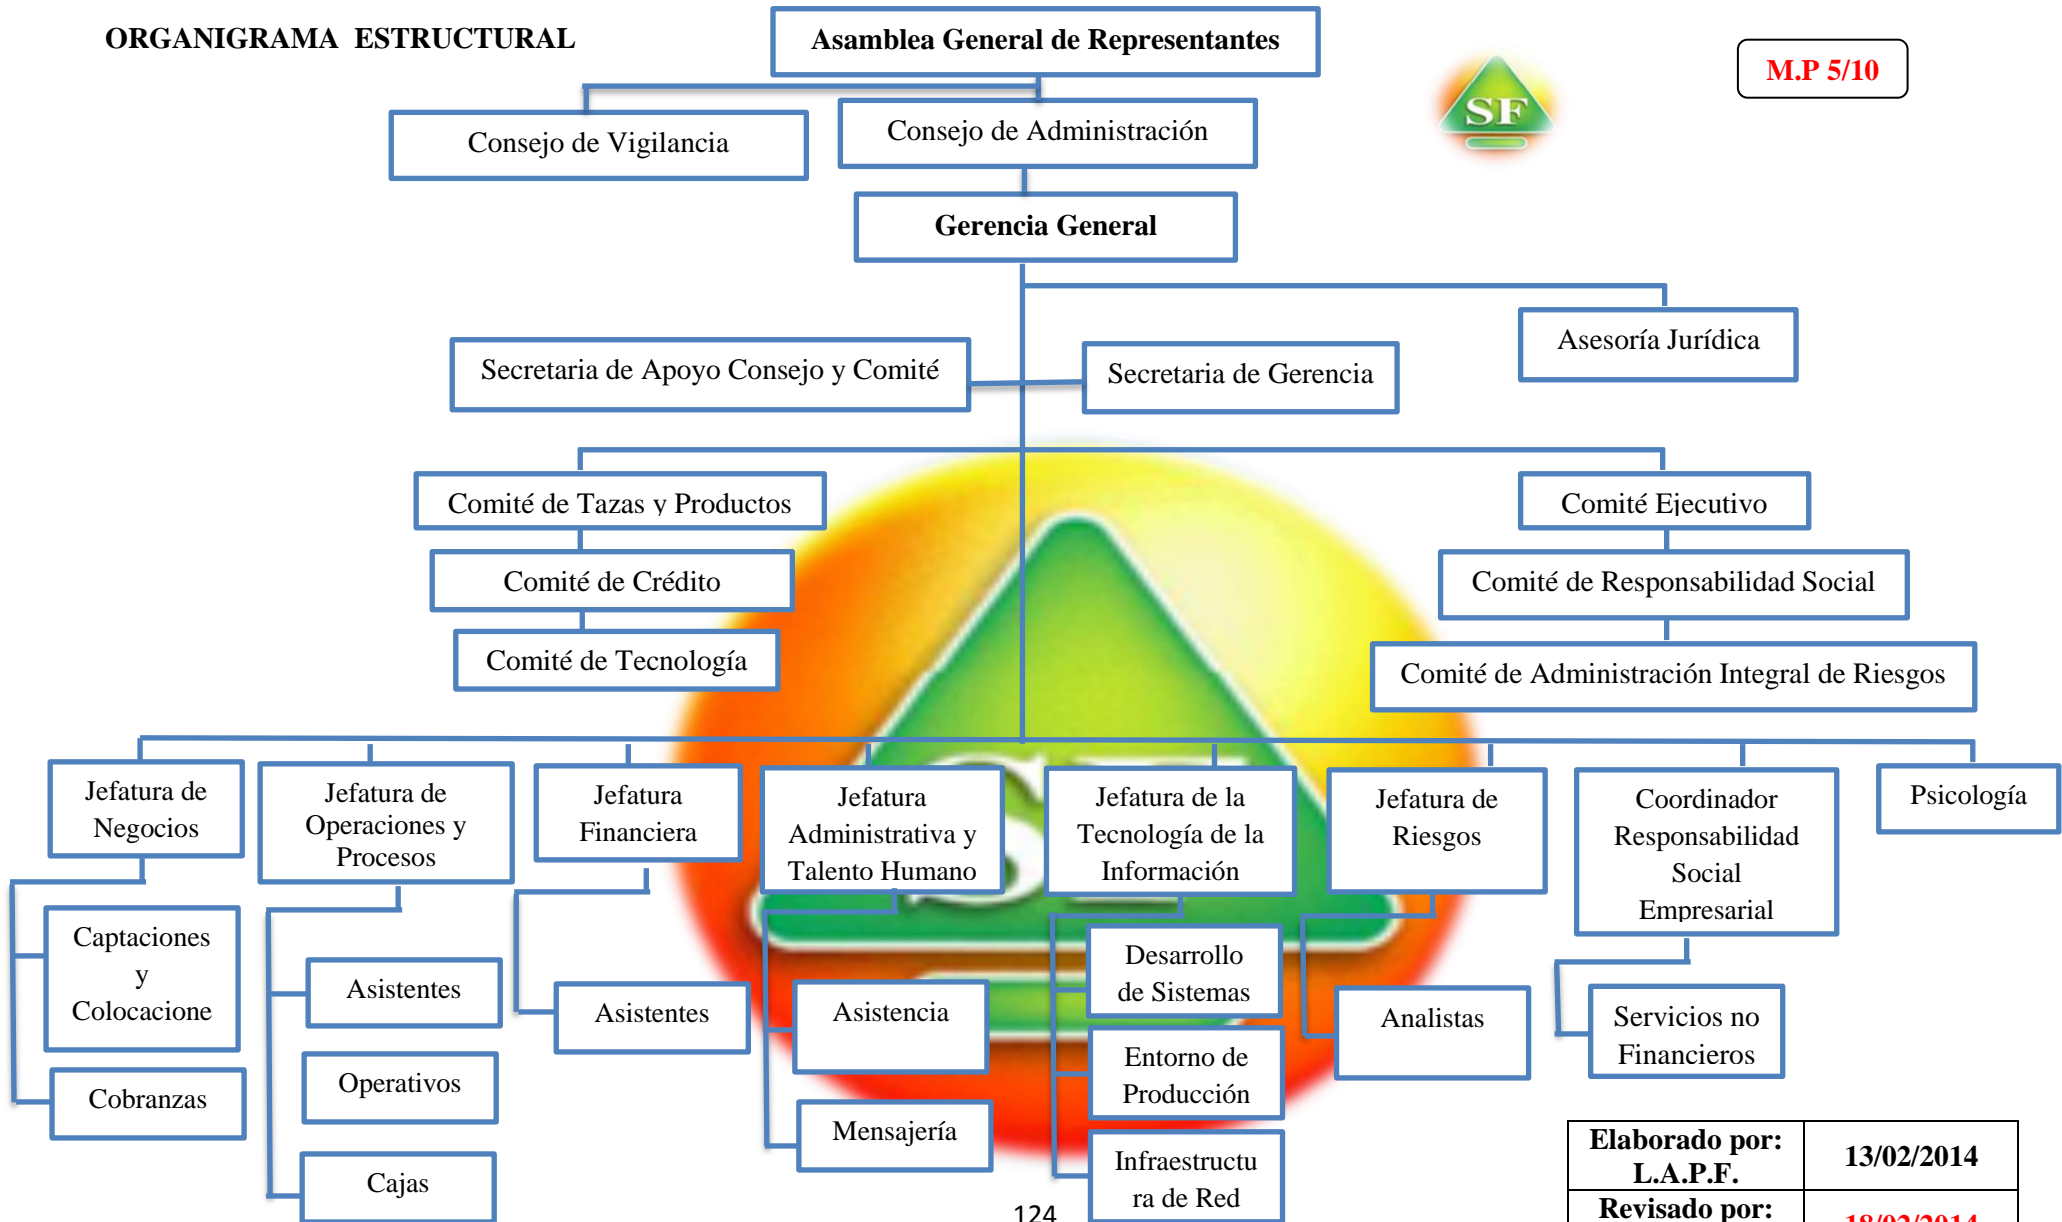 ORGANIGRAMA ESTRUCTURAL
Asamblea General de Representantes
M.P 5/10
SF
Consejo de Vigilancia
Consejo de Administración
Gerencia General
Asesoría Jurídica
Secretaria de Apoyo Consejo y Comité
Secretaria de Gerencia
Comité de Tazas y Productos
Comité Ejecutivo
Comité de Crédito
Comité de Responsabilidad Social
Comité de Tecnología
Comité de Administración Integral de Riesgos
Jefatura de
Negocios
Jefatura de
Operaciones y
Procesos
Jefatura
Financiera
Jefatura
Administrativa y
Talento Humano
Jefatura de la
Tecnología de la
Información
Jefatura de
Riesgos
Coordinador
Responsabilidad
Social
Empresarial
Psicología
SF
Captaciones
y
Colocacione
Cobranzas
Asistentes
Operativos
Cajas
Asistentes
Asistencia
Mensajería
Desarrollo
de Sistemas
Entorno de
Producción
Infraestructu
ra de Red
Analistas
Servicios no
Financieros
Elaborado por:
L.A.P.F.
13/02/2014
Revisado por:
18/02/2014
124